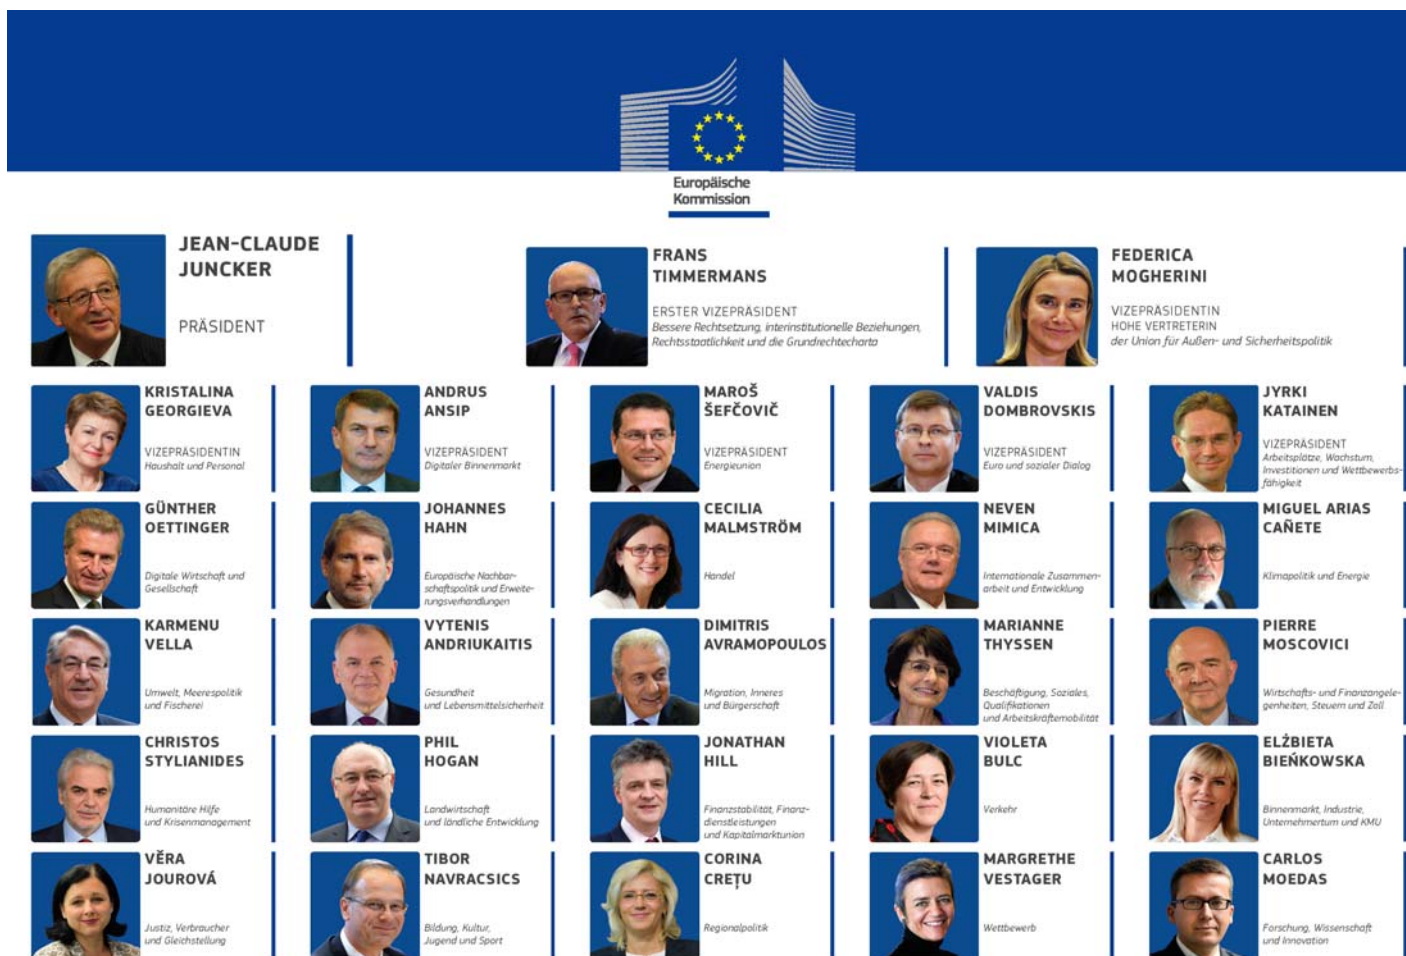 Europäische
Kommission
JEAN-CLAUDE
JUNCKER
PRÄSIDENT
FRANS
TIMMERMANS
ERSTER VIZEPRÄSIDENT
Bessere Rechtsetzung, interinstitutionelle Beziehungen,
Rechtsstaatlichkeit und die Grundrechtecharta
FEDERICA
MOGHERINI
VIZEPRÄSIDENTIN
HOHE VERTRETERIN
der Union für Außen- und Sicherheitspolitik
KRISTALINA
GEORGIEVA
VIZEPRÄSIDENTIN
Haushalt und Personal
ANDRUS
ANSIP
VIZEPRÄSIDENT
Digitaler Binnenmarkt
MAROŠ
ŠEFČOVIČ
VIZEPRÄSIDENT
Energieunion
VALDIS
DOMBROVSKIS
VIZEPRÄSIDENT
Euro und sozialer Dialog
JYRKI
KATAINEN
VIZEPRÄSIDENT
Arbeitsplätze, Wachstum,
Investitionen und Wettbewerbs-
fähigkeit
GÜNTHER
OETTINGER
Digitale Wirtschaft und
Gesellschaft
JOHANNES
HAHN
Europäische Nachbar-
schaftspolitik und Erweite-
rungsverhandlungen
CECILIA
MALMSTRÖM
Handel
NEVEN
MIMICA
Internationale Zusammen-
arbeit und Entwicklung
MIGUEL ARIAS
CAÑETE
Klimapolitik und Energie
KARMENU
VELLA
Umwelt, Meerespolitik
und Fischerei
VYTENIS
ANDRIUKAITIS
Gesundheit
und Lebensmittelsicherheit
DIMITRIS
AVRAMOPOULOS
Migration, Inneres
und Bürgerschaft
MARIANNE
THYSSEN
Beschäftigung, Soziales,
Qualifikationen
und Arbeitskräftemobilität
PIERRE
MOSCOVICI
Wirtschafts- und Finanzangele-
genheiten, Steuern und Zoll
CHRISTOS
STYLIANIDES
Humanitäre Hilfe
und Krisenmanagement
PHIL
HOGAN
Landwirtschaft
und ländliche Entwicklung
JONATHAN
HILL
Finanzstabilität, Finanz-
dienstleistungen
und Kapitalmarktunion
VIOLETA
BULC
Verkehr
ELŻBIETA
BIEŃKOWSKA
Binnenmarkt, Industrie,
Unternehmertum und KMU
VĚRA
JOUROVÁ
Justiz, Verbraucher
und Gleichstellung
TIBOR
NAVRACSICS
Bildung, Kultur,
Jugend und Sport
CORINA
CREȚU
Regionalpolitik
MARGRETHE
VESTAGER
Wettbewerb
CARLOS
MOEDAS
Forschung, Wissenschaft
und Innovation